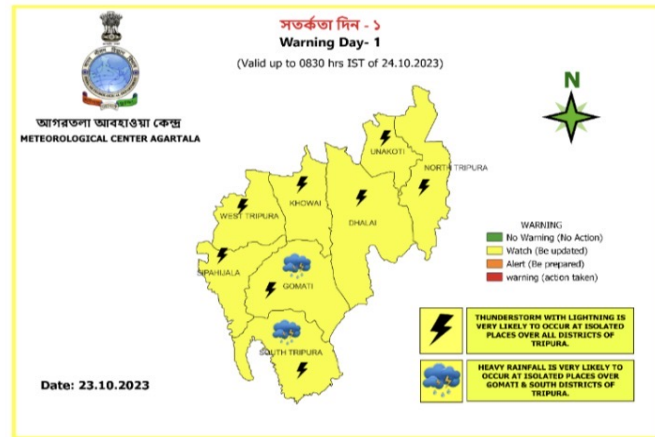 সতর্কতা দিন - ১
Warning Day- 1
(Valid up to 0830 hrs IST of 24.10.2023)
আগরতলা আবহাওয়া কেন্দ্র
METEOROLOGICAL CENTER AGARTALA
N
UNAKOTI
NORTH TRIPURA
KHOWAI
WEST TRIPURA
DHALAI
SIPAHIJALA
GOMATI
SOUTH TRIPURA
WARNING
No Warning (No Action)
Watch (Be updated)
Alert (Be prepared)
warning (action taken)
THUNDERSTORM WITH LIGHTNING IS
VERY LIKELY TO OCCUR AT ISOLATED
PLACES OVER ALL DISTRICTS OF
TRIPURA.
HEAVY RAINFALL IS VERY LIKELY TO
OCCUR AT ISOLATED PLACES OVER
GOMATI & SOUTH DISTRICTS OF
TRIPURA.
Date: 23.10.2023